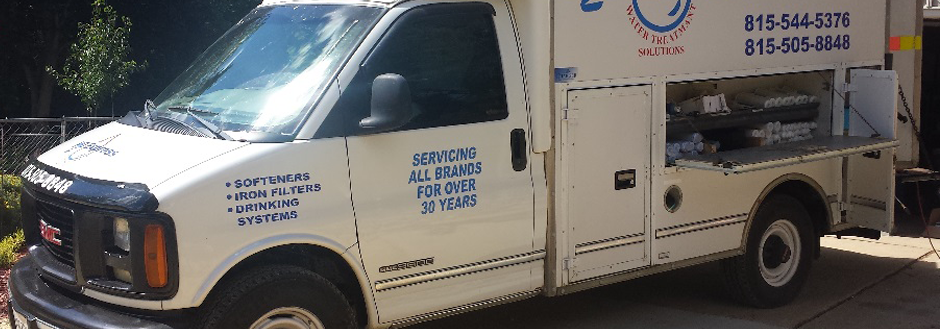 WATER TREATMANT
SOLUTIONS
815-544-5376
815-505-8848
SERVICING
ALL BRANDS
FOR OVER
30 YEARS
• SOFTENERS
• IRON FILTERS
• DRINKING
SYSTEMS
GMC